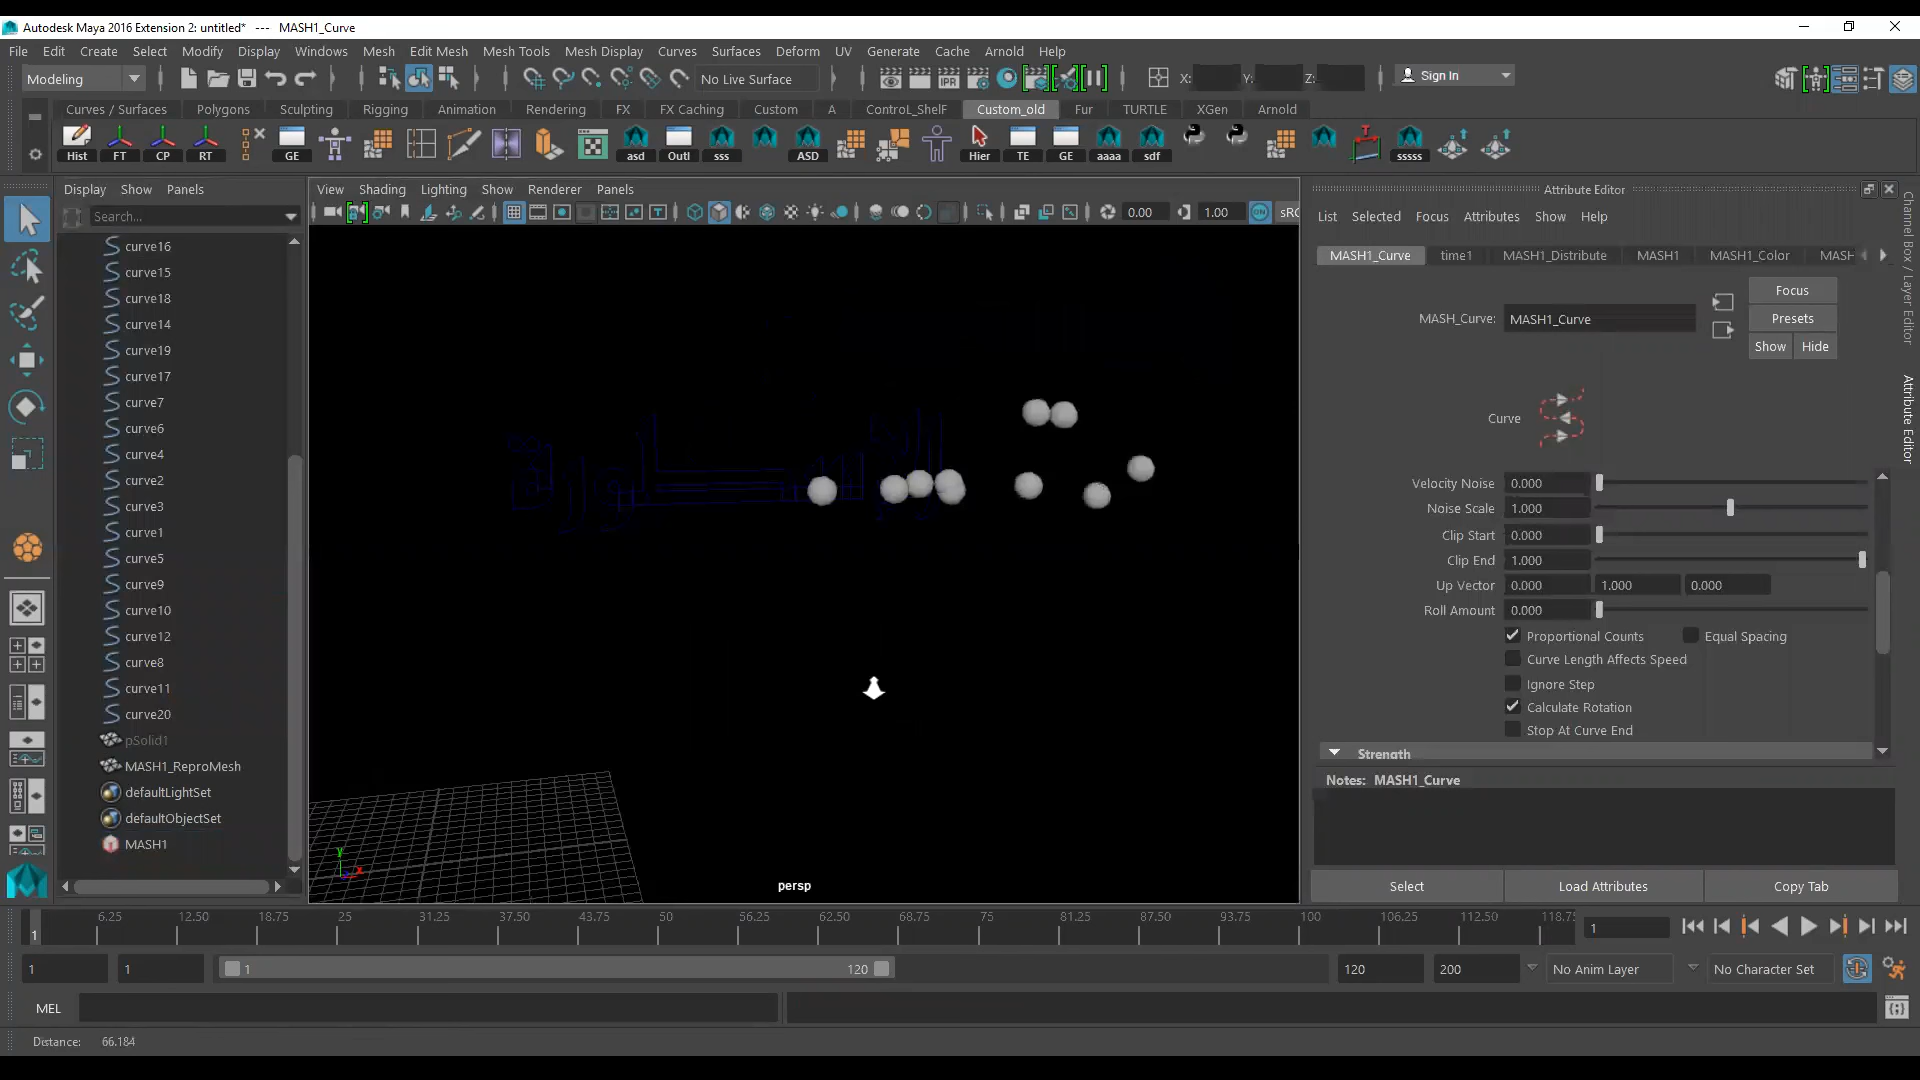 Autodesk Maya 2016 Extension 2: untitled* --- MASH1_Curve
File Edit Create Select Modify Display Windows Mesh Edit Mesh Mesh Tools Mesh Display Curves Surfaces Deform UV Generate Cache Arnold Help
Modeling No Live Surface X: Y: Z: Sign In
Curves / Surfaces Polygons Sculpting Rigging Animation Rendering FX FX Caching Custom A ControL_ShelF Custom_old Fur TURTLE XGen Arnold
Hist FT CP RT GE asd Outl sss ASD Hier TE GE aaaa sdf sssss
Display Show Panels
Search...
curve16
curve15
curve18
curve14
curve19
curve17
curve7
curve6
curve4
curve2
curve3
curve1
curve5
curve9
curve10
curve12
curve8
curve11
curve20
pSolid1
MASH1_ReproMesh
defaultLightSet
defaultObjectSet
MASH1
View Shading Lighting Show Renderer Panels
0.00 1.00
persp
Attribute Editor
List Selected Focus Attributes Show Help
MASH1_Curve time1 MASH1_Distribute MASH1 MASH1_Color MASH
MASH_Curve: MASH1_Curve
Focus
Presets
Show Hide
Curve
Velocity Noise 0.000
Noise Scale 1.000
Clip Start 0.000
Clip End 1.000
Up Vector 0.000 1.000 0.000
Roll Amount 0.000
Proportional Counts Equal Spacing
Curve Length Affects Speed
Ignore Step
Calculate Rotation
Stop At Curve End
Strength
Notes: MASH1_Curve
Select Load Attributes Copy Tab
Channel Box / Layer Editor
Attribute Editor
1 6.25 12.50 18.75 25 31.25 37.50 43.75 50 56.25 62.50 68.75 75 81.25 87.50 93.75 100 106.25 112.50 118.75 1
1 1 1 120 120 200 No Anim Layer No Character Set
MEL
Distance: 66.184